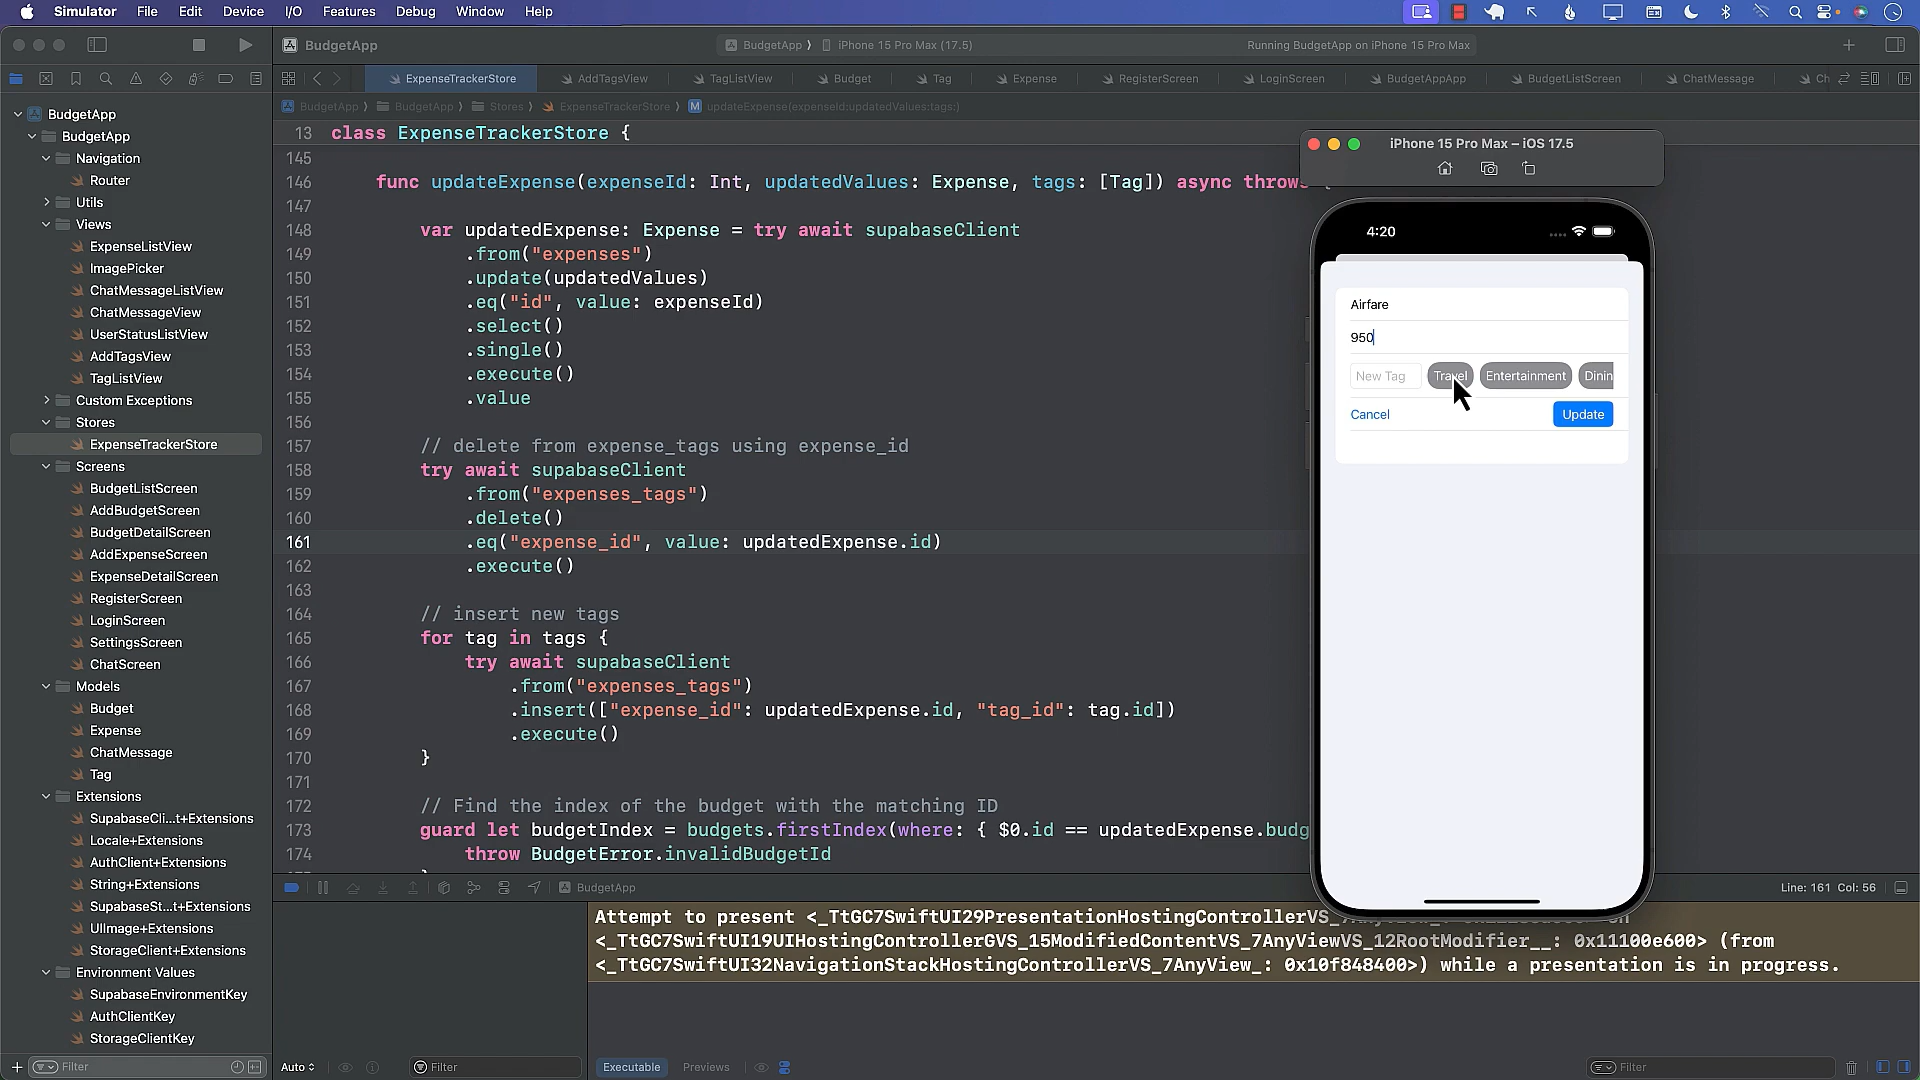 Simulator File Edit Device I/O Features Debug Window Help
BudgetApp
BudgetApp
iPhone 15 Pro Max (17.5)
Running BudgetApp on iPhone 15 Pro Max
ExpenseTrackerStore
AddTagsView
TagListView
Budget
Tag
Expense
RegisterScreen
LoginScreen
BudgetAppApp
BudgetListScreen
ChatMessage
Ch
BudgetApp
BudgetApp
Stores
ExpenseTrackerStore
M updateExpense(expenseId:updatedValues:tags:)
BudgetApp
BudgetApp
Navigation
Router
Utils
Views
ExpenseListView
ImagePicker
ChatMessageListView
ChatMessageView
UserStatusListView
AddTagsView
TagListView
Custom Exceptions
Stores
ExpenseTrackerStore
Screens
BudgetListScreen
AddBudgetScreen
BudgetDetailScreen
AddExpenseScreen
ExpenseDetailScreen
RegisterScreen
LoginScreen
SettingsScreen
ChatScreen
Models
Budget
Expense
ChatMessage
Tag
Extensions
SupabaseCli...t+Extensions
Locale+Extensions
AuthClient+Extensions
String+Extensions
SupabaseSt...t+Extensions
UIImage+Extensions
StorageClient+Extensions
Environment Values
SupabaseEnvironmentKey
AuthClientKey
StorageClientKey
Filter
13 class ExpenseTrackerStore {
145
146 func updateExpense(expenseId: Int, updatedValues: Expense, tags: [Tag]) async throws {
147
148 var updatedExpense: Expense = try await supabaseClient
149 .from("expenses")
150 .update(updatedValues)
151 .eq("id", value: expenseId)
152 .select()
153 .single()
154 .execute()
155 .value
156
157 // delete from expense_tags using expense_id
158 try await supabaseClient
159 .from("expenses_tags")
160 .delete()
161 .eq("expense_id", value: updatedExpense.id)
162 .execute()
163
164 // insert new tags
165 for tag in tags {
166 try await supabaseClient
167 .from("expenses_tags")
168 .insert(["expense_id": updatedExpense.id, "tag_id": tag.id])
169 .execute()
170 }
171
172 // Find the index of the budget with the matching ID
173 guard let budgetIndex = budgets.firstIndex(where: { $0.id == updatedExpense.budg
174 throw BudgetError.invalidBudgetId
iPhone 15 Pro Max – iOS 17.5
4:20
Airfare
950
New Tag Travel Entertainment Dinin
Cancel Update
BudgetApp
Line: 161 Col: 56
Attempt to present <_TtGC7SwiftUI29PresentationHostingControllerVS_
<_TtGC7SwiftUI19UIHostingControllerGVS_15ModifiedContentVS_7AnyViewVS_12RootModifier__: 0x11100e600> (from
<_TtGC7SwiftUI32NavigationStackHostingControllerVS_7AnyView_: 0x10f848400>) while a presentation is in progress.
Auto
Filter
Executable
Previews
Filter